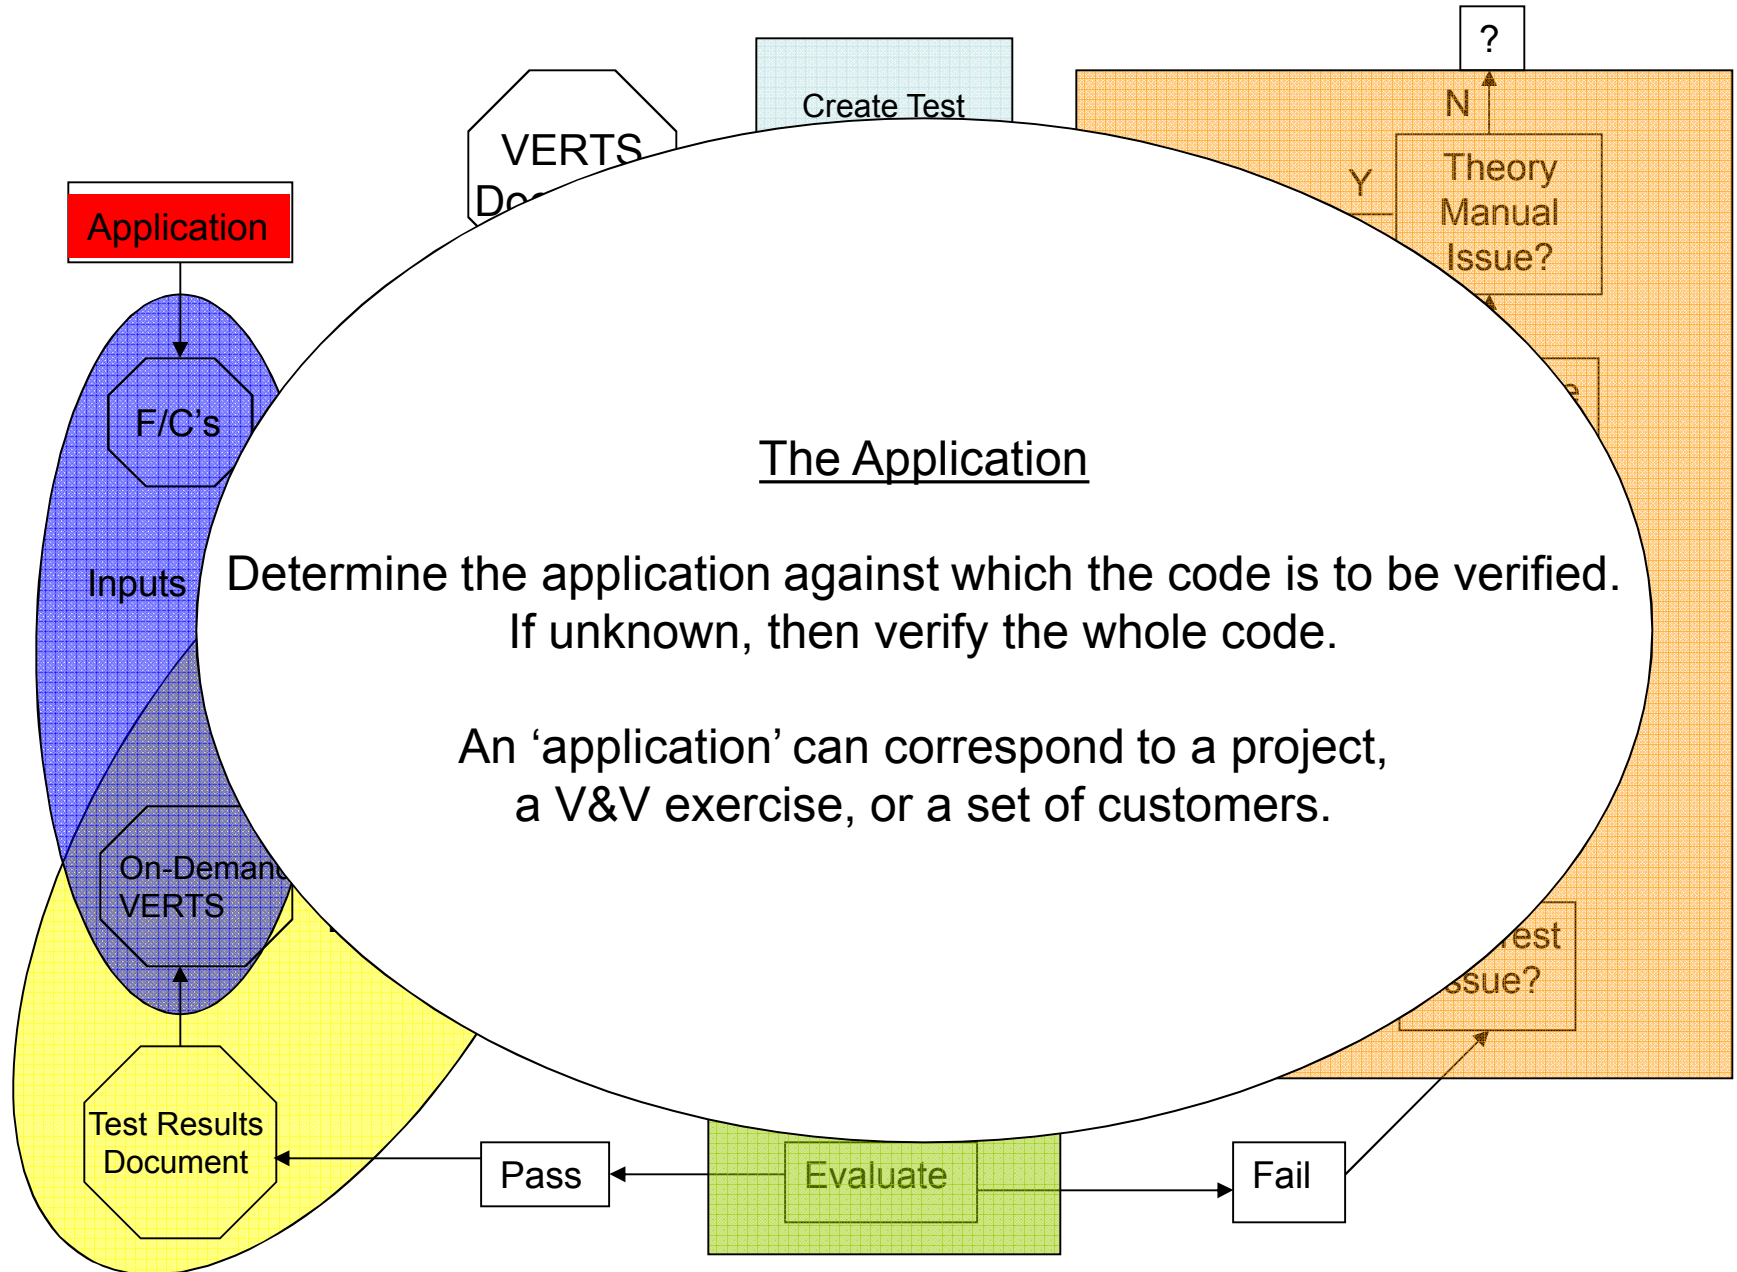 ?
Create Test
N
VERTS
Theory
Manual
Issue?
Y
Application
F/C's
The Application
Inputs
Determine the application against which the code is to be verified.
If unknown, then verify the whole code.
An ‘application’ can correspond to a project,
a V&V exercise, or a set of customers.
On-Demand
VERTS
Test Results
Document
Pass
Evaluate
Fail